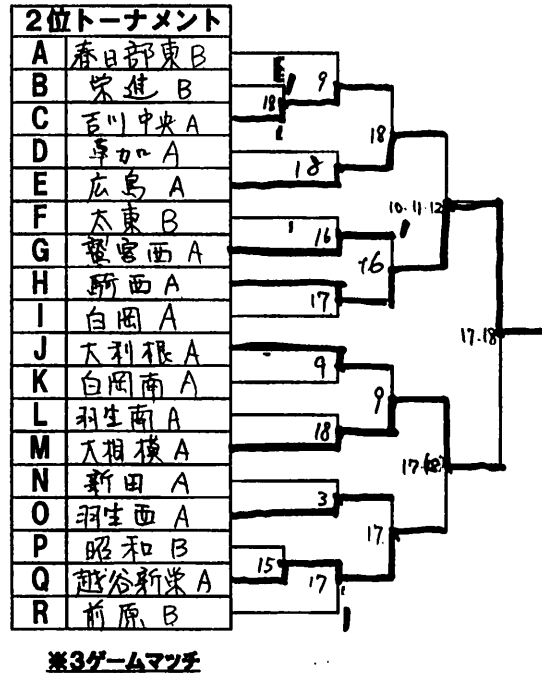 2位トーナメント
A 春日部東 B
B 栄進 B
18 9
C 吉川中央 A
18
D 草加 A
18
E 広島 A
10.11.12
F 太東 B
16
G 鷲宮西 A
16
H 騎西 A
17
I 白岡 A
17.18
J 大利根 A
9
K 白岡南 A
9
L 羽生南 A
18
M 大相模 A
17.
N 新田 A
3
O 羽生西 A
17.
P 昭和 B
15
Q 越谷新栄 A
17
R 前原 B
※3ゲームマッチ